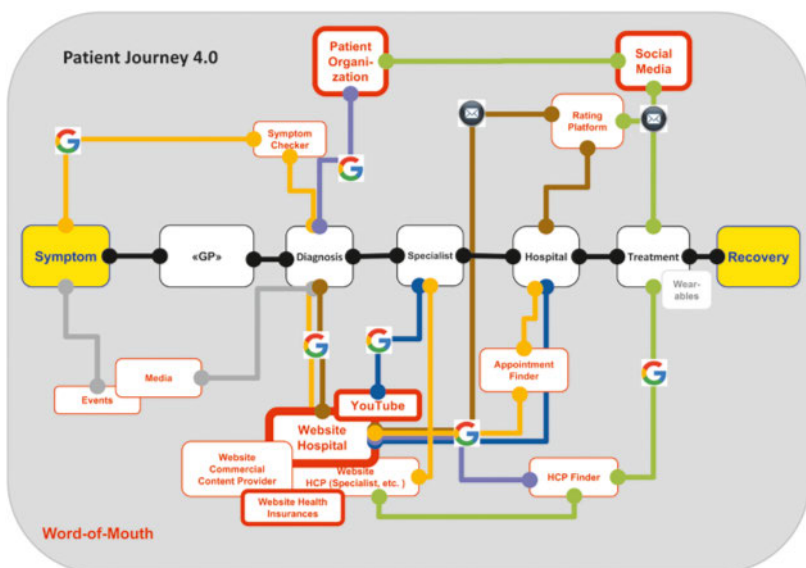 Patient Journey 4.0
Patient
Organi-
zation
Social
Media
Symptom
Checker
Rating
Platform
Symptom
«GP»
Diagnosis
Specialist
Hospital
Treatment
Recovery
Wear-
ables
Events
Media
Appointment
Finder
YouTube
Website
Hospital
Website
Commercial
Content Provider
Website
HCP (Specialist, etc. )
HCP Finder
Website Health
Insurances
Word-of-Mouth